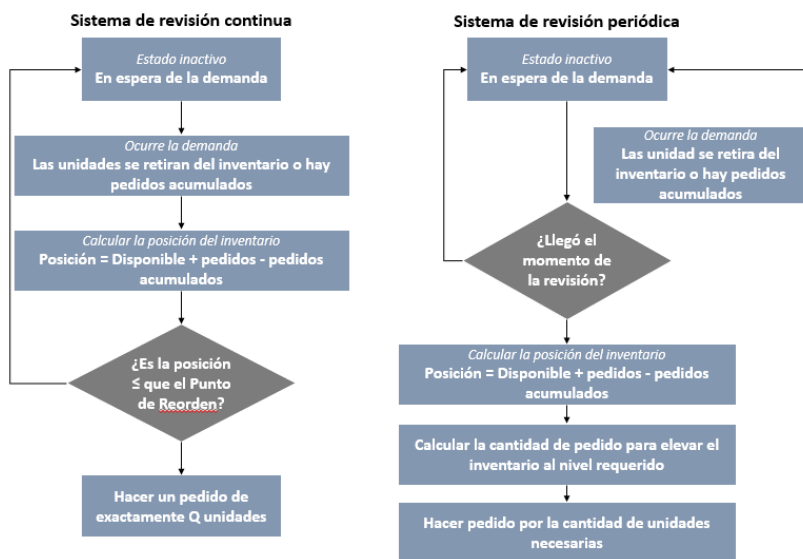 Sistema de revisión continua
Estado inactivo
En espera de la demanda
Ocurre la demanda
Las unidades se retiran del inventario o hay
pedidos acumulados
Calcular la posición del inventario
Posición = Disponible + pedidos - pedidos
acumulados
¿Es la posición
≤ que el Punto
de Reorden?
Hacer un pedido de
exactamente Q unidades
Sistema de revisión periódica
Estado inactivo
En espera de la demanda
Ocurre la demanda
Las unidad se retira del
inventario o hay pedidos
acumulados
¿Llegó el
momento de
la revisión?
Calcular la posición del inventario
Posición = Disponible + pedidos - pedidos
acumulados
Calcular la cantidad de pedido para elevar el
inventario al nivel requerido
Hacer pedido por la cantidad de unidades
necesarias